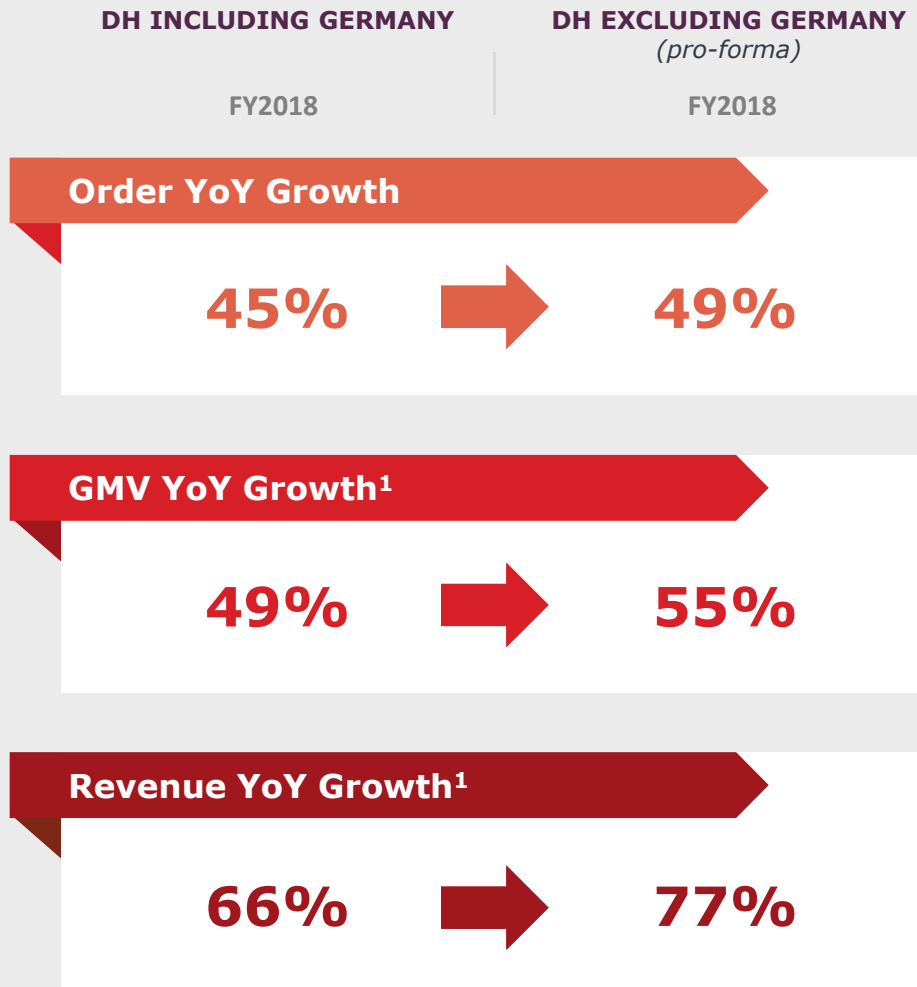 DH INCLUDING GERMANY
DH EXCLUDING GERMANY
(pro-forma)
FY2018
FY2018
Order YoY Growth
45%
49%
GMV YoY Growth¹
49%
55%
Revenue YoY Growth¹
66%
77%